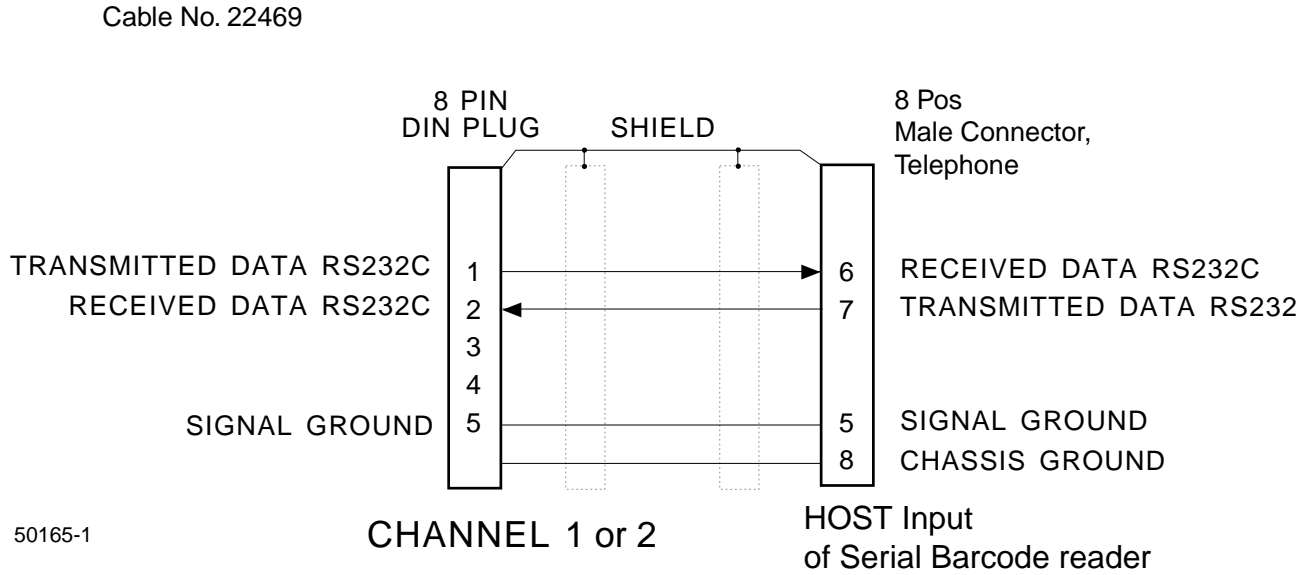 Cable No. 22469
8 PIN
DIN PLUG
SHIELD
8 Pos
Male Connector,
Telephone
TRANSMITTED DATA RS232C 1 6 RECEIVED DATA RS232C
RECEIVED DATA RS232C 2 7 TRANSMITTED DATA RS232
3
4
SIGNAL GROUND 5 5 SIGNAL GROUND
8 CHASSIS GROUND
50165-1
CHANNEL 1 or 2
HOST Input
of Serial Barcode reader